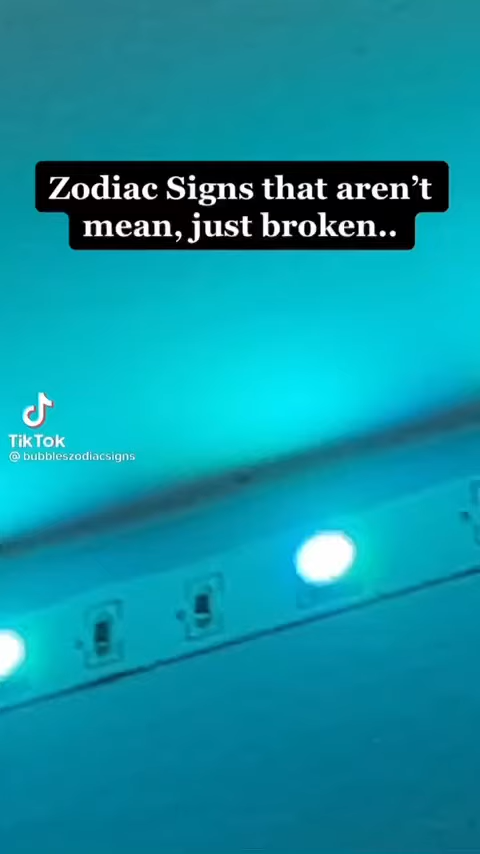 Zodiac Signs that aren’t
mean, just broken..
TikTok
@bubbleszodiacsigns